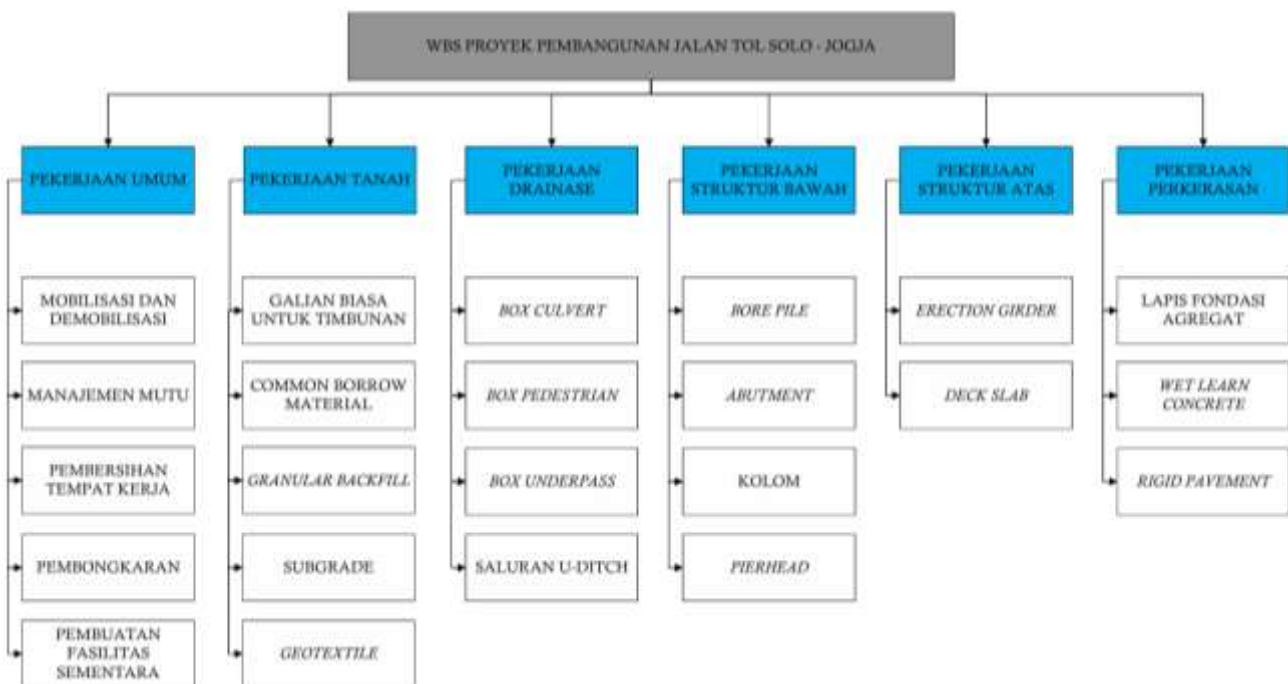 WBS PROYEK PEMBANGUNAN JALAN TOL SOLO - JOGJA
PEKERJAAN UMUM
MOBILISASI DAN
DEMOBILISASI
MANAJEMEN MUTU
PEMBERSIHAN
TEMPAT KERJA
PEMBONGKARAN
PEMBUATAN
FASILITAS
SEMENTARA
PEKERJAAN TANAH
GALIAN BIASA
UNTUK TIMBUNAN
COMMON BORROW
MATERIAL
GRANULAR BACKFILL
SUBGRADE
GEOTEXTILE
PEKERJAAN
DRAINASE
BOX CULVERT
BOX PEDESTRIAN
BOX UNDERPASS
SALURAN U-DITCH
PEKERJAAN
STRUKTUR BAWAH
BORE PILE
ABUTMENT
KOLOM
PIERHEAD
PEKERJAAN
STRUKTUR ATAS
ERECTION GIRDER
DECK SLAB
PEKERJAAN
PERKERASAN
LAPIS FONDASI
AGREGAT
WET LEARN
CONCRETE
RIGID PAVEMENT